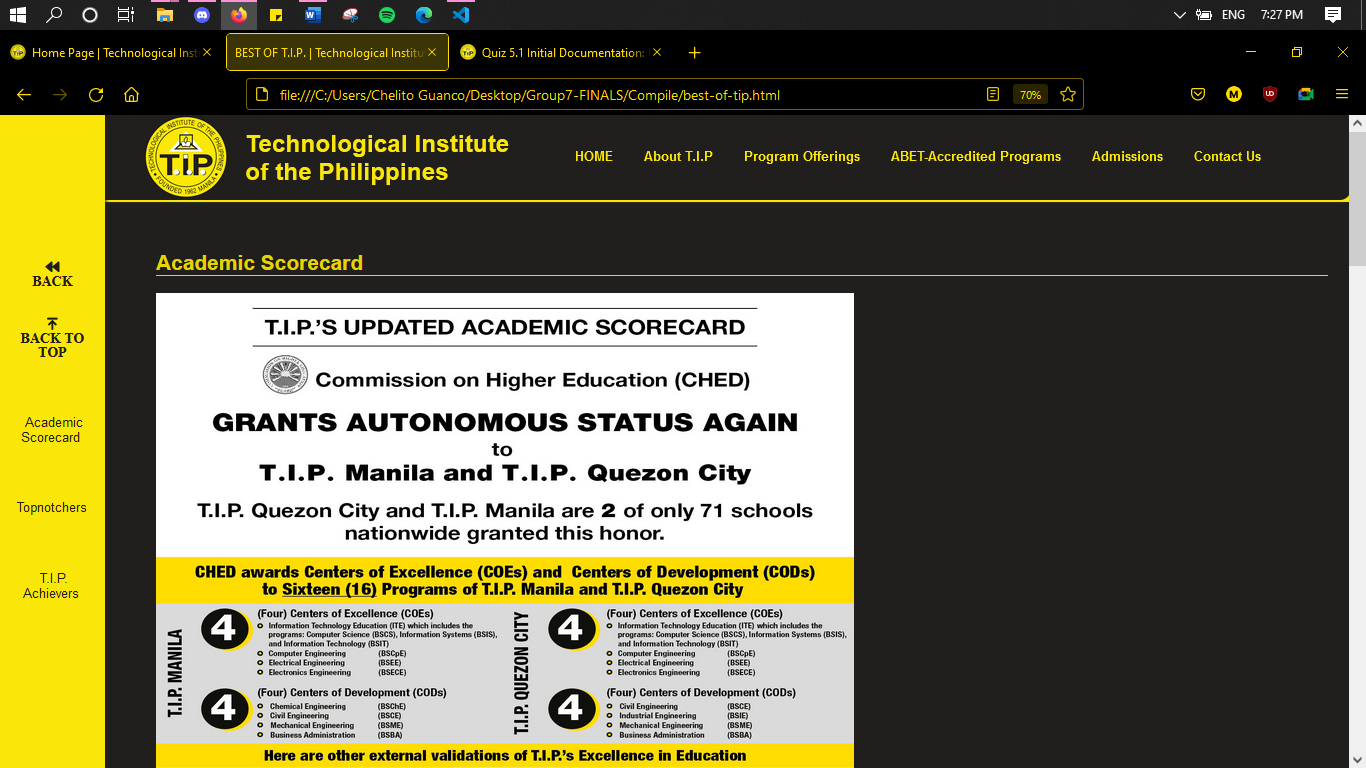 ENG 7:27 PM
Home Page | Technological Inst
BEST OF T.I.P. | Technological Institu
Quiz 5.1 Initial Documentation:
file:///C:/Users/Chelito Guanco/Desktop/Group7-FINALS/Compile/best-of-tip.html
70%
TECHNOLOGICAL INSTITUTE OF THE PHILIPPINES
T.I.P
FOUNDED 1962 MANILA
Technological Institute
of the Philippines
HOME About T.I.P Program Offerings ABET-Accredited Programs Admissions Contact Us
BACK
BACK TO
TOP
Academic
Scorecard
Topnotchers
T.I.P.
Achievers
Academic Scorecard
T.I.P.'S UPDATED ACADEMIC SCORECARD
Commission on Higher Education (CHED)
GRANTS AUTONOMOUS STATUS AGAIN
to
T.I.P. Manila and T.I.P. Quezon City
T.I.P. Quezon City and T.I.P. Manila are 2 of only 71 schools
nationwide granted this honor.
CHED awards Centers of Excellence (COEs) and Centers of Development (CODs)
to Sixteen (16) Programs of T.I.P. Manila and T.I.P. Quezon City
T.I.P. MANILA
4
(Four) Centers of Excellence (COEs)
Information Technology Education (ITE) which includes the
programs: Computer Science (BSCS), Information Systems (BSIS),
and Information Technology (BSIT)
Computer Engineering (BSCpE)
Electrical Engineering (BSEE)
Electronics Engineering (BSECE)
4
(Four) Centers of Development (CODs)
Chemical Engineering (BSChE)
Civil Engineering (BSCE)
Mechanical Engineering (BSME)
Business Administration (BSBA)
T.I.P. QUEZON CITY
4
(Four) Centers of Excellence (COEs)
Information Technology Education (ITE) which includes the
programs: Computer Science (BSCS), Information Systems (BSIS),
and Information Technology (BSIT)
Computer Engineering (BSCpE)
Electrical Engineering (BSEE)
Electronics Engineering (BSECE)
4
(Four) Centers of Development (CODs)
Civil Engineering (BSCE)
Industrial Engineering (BSIE)
Mechanical Engineering (BSME)
Business Administration (BSBA)
Here are other external validations of T.I.P.'s Excellence in Education